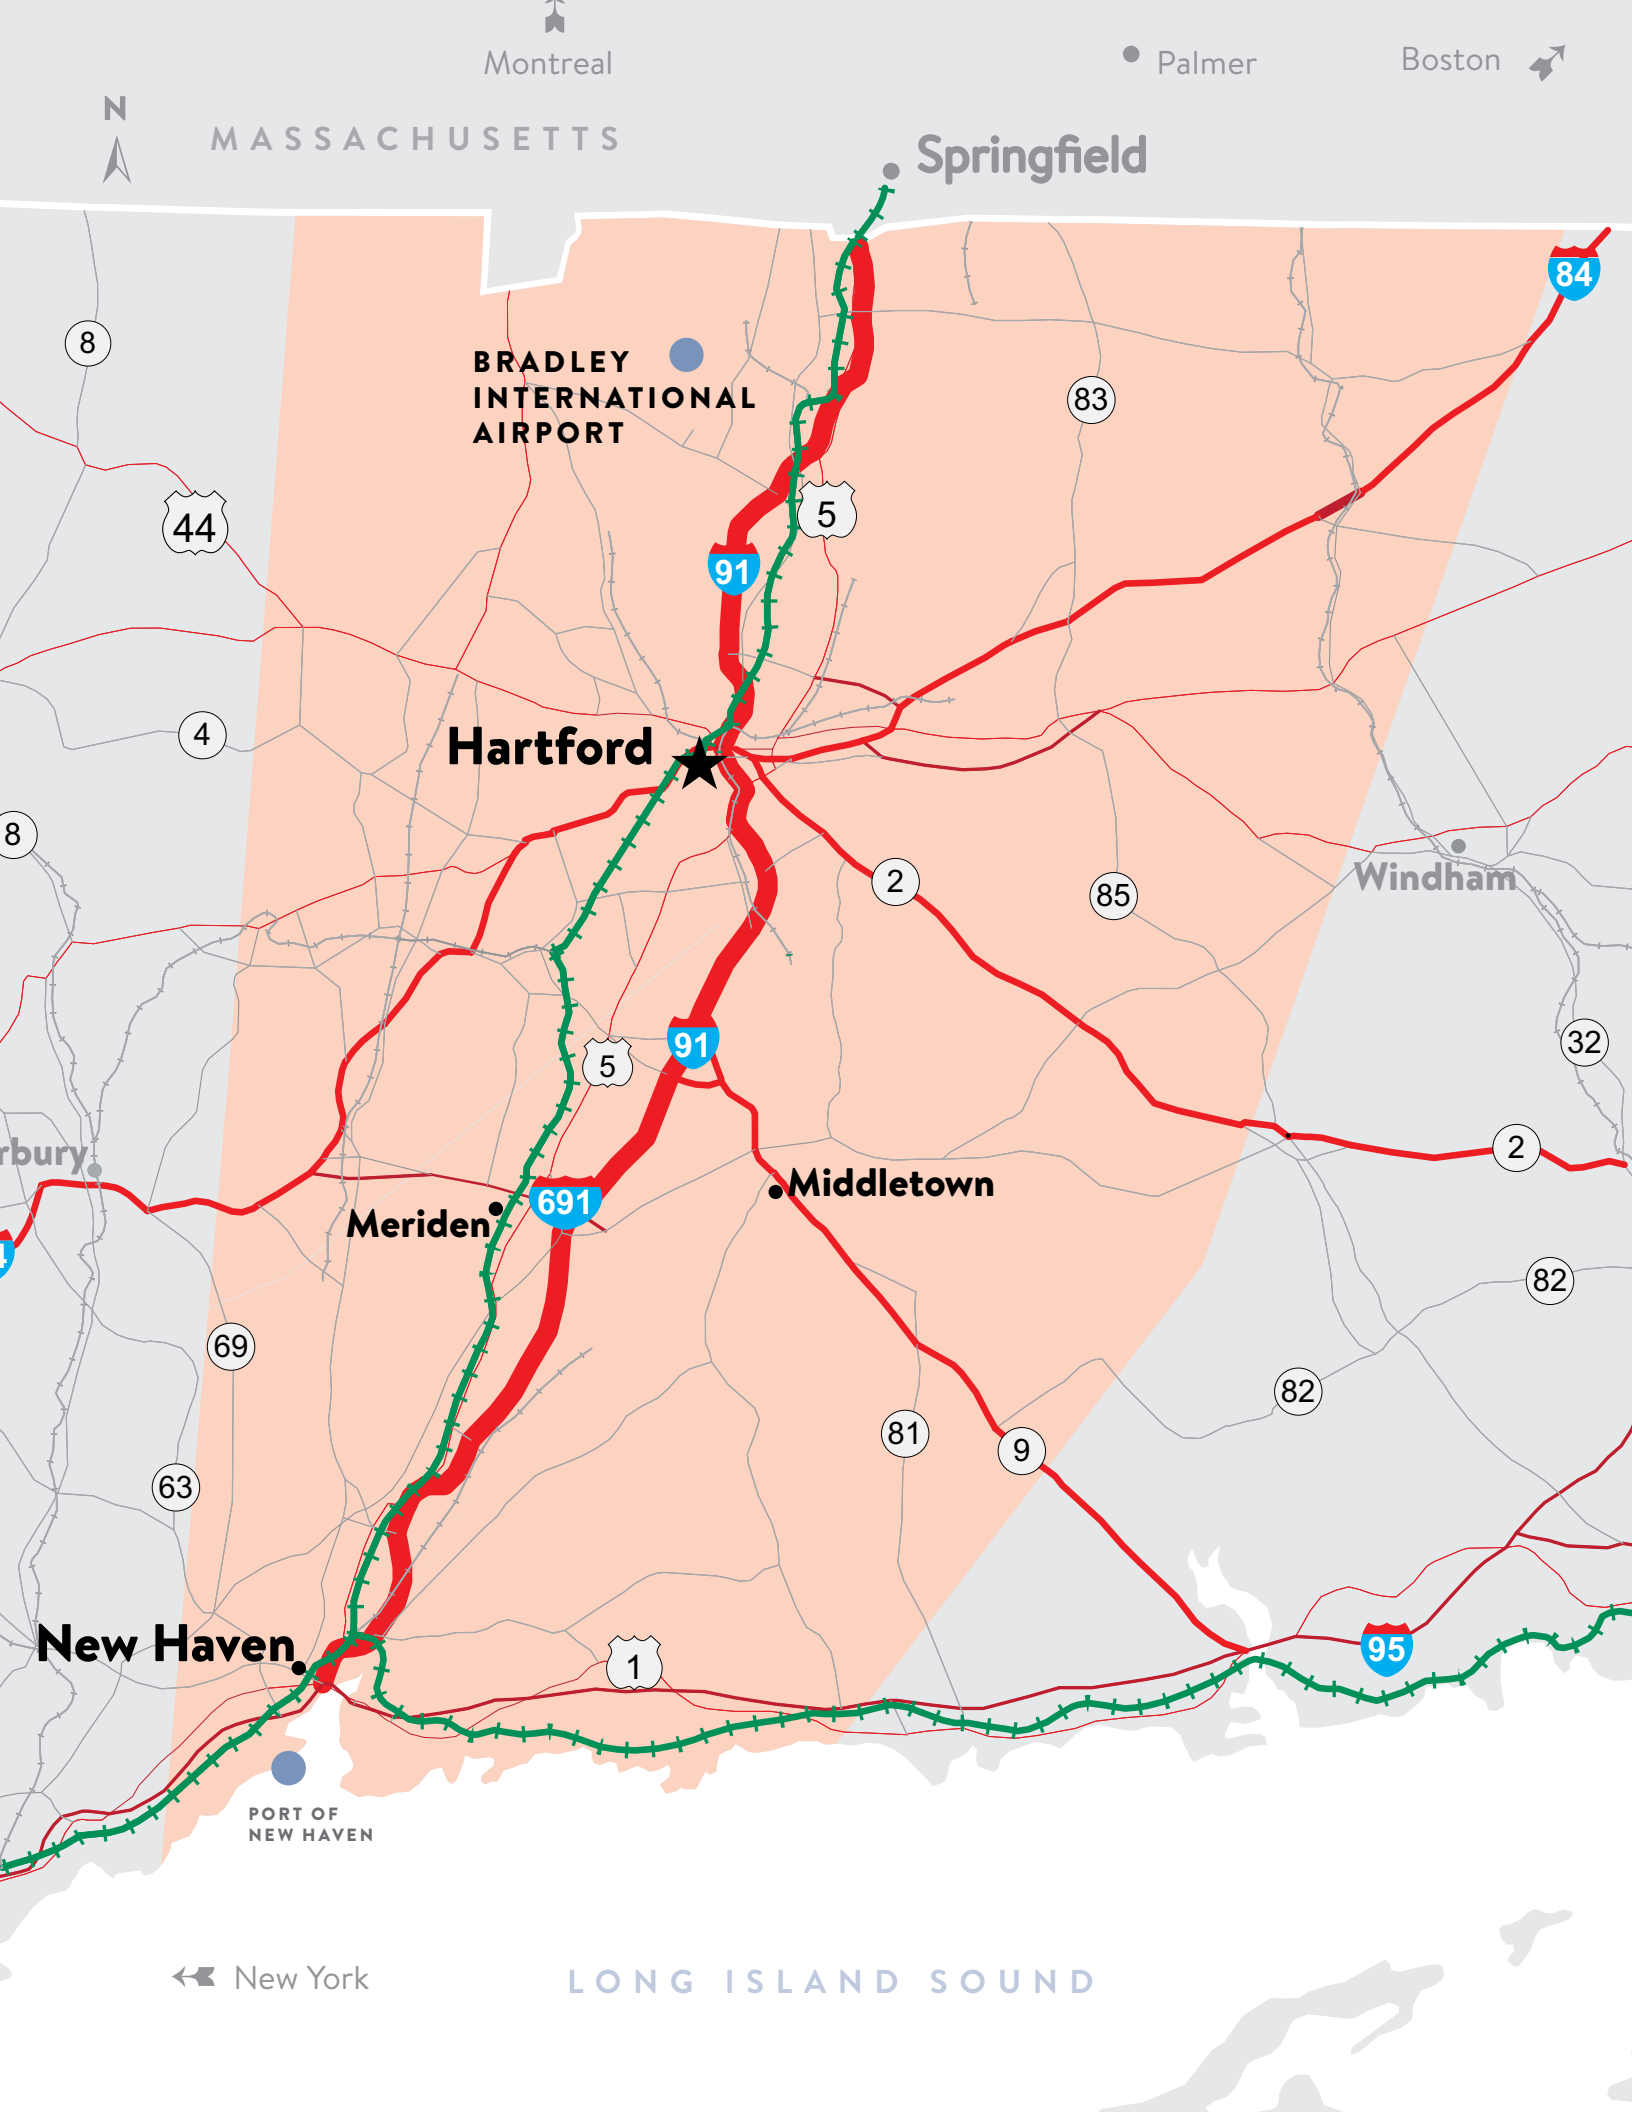 Montreal
Palmer
Boston
N
MASSACHUSETTS
Springfield
84
8
BRADLEY
INTERNATIONAL
AIRPORT
83
44
5
91
4
Hartford
8
2
85
Windham
91
32
5
rbury
2
Middletown
691
Meriden
4
82
69
82
81
9
63
New Haven
1
95
PORT OF
NEW HAVEN
New York
LONG ISLAND SOUND